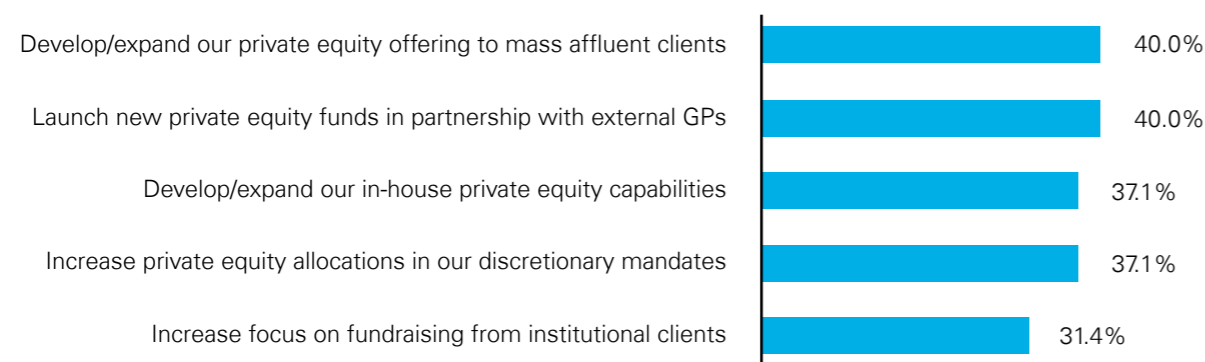 Develop/expand our private equity offering to mass affluent clients 40.0%
Launch new private equity funds in partnership with external GPs 40.0%
Develop/expand our in-house private equity capabilities 37.1%
Increase private equity allocations in our discretionary mandates 37.1%
Increase focus on fundraising from institutional clients 31.4%